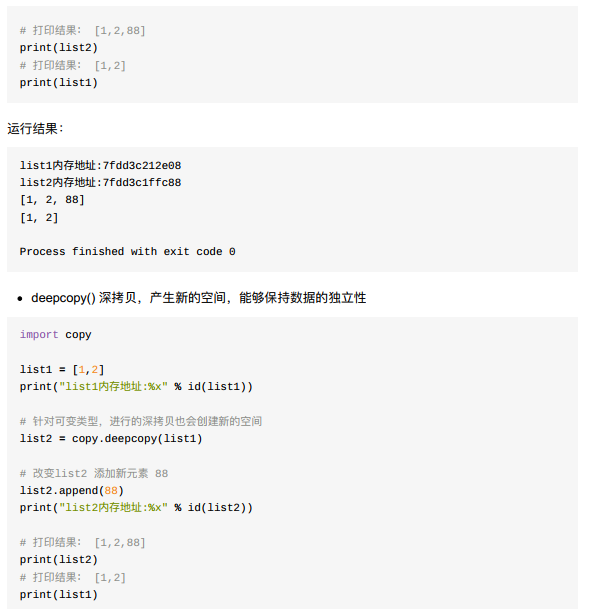 # 打印结果： [1,2,88]
print(list2)
# 打印结果： [1,2]
print(list1)
运行结果：
list1内存地址:7fdd3c212e08
list2内存地址:7fdd3c1ffc88
[1, 2, 88]
[1, 2]
Process finished with exit code 0
• deepcopy() 深拷贝，产生新的空间，能够保持数据的独立性
import copy
list1 = [1,2]
print("list1内存地址:%x" % id(list1))
# 针对可变类型，进行的深拷贝也会创建新的空间
list2 = copy.deepcopy(list1)
# 改变list2 添加新元素 88
list2.append(88)
print("list2内存地址:%x" % id(list2))
# 打印结果： [1,2,88]
print(list2)
# 打印结果： [1,2]
print(list1)